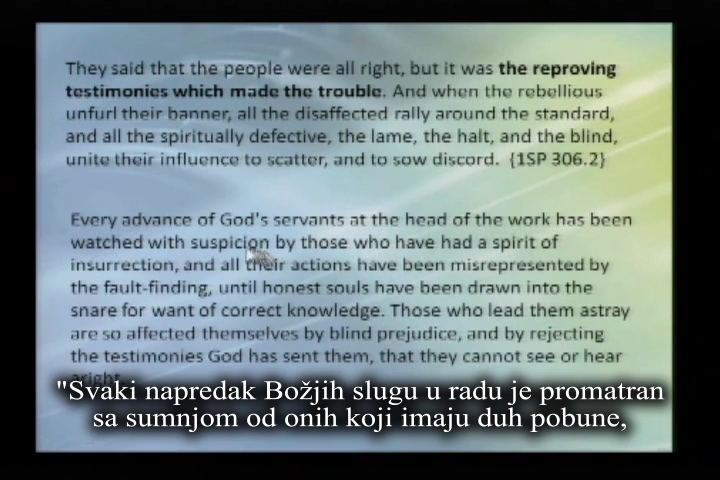 They said that the people were all right, but it was the reproving
testimonies which made the trouble. And when the rebellious
unfurl their banner, all the disaffected rally around the standard,
and all the spiritually defective, the lame, the halt, and the blind,
unite their influence to scatter, and to sow discord. {1SP 306.2}
Every advance of God's servants at the head of the work has been
watched with suspicion by those who have had a spirit of
insurrection, and all their actions have been misrepresented by
the fault-finding, until honest souls have been drawn into the
snare for want of correct knowledge. Those who lead them astray
are so affected themselves by blind prejudice, and by rejecting
the testimonies God has sent them, that they cannot see or hear
aright.
"Svaki napredak Božjih slugu u radu je promatran
sa sumnjom od onih koji imaju duh pobune,